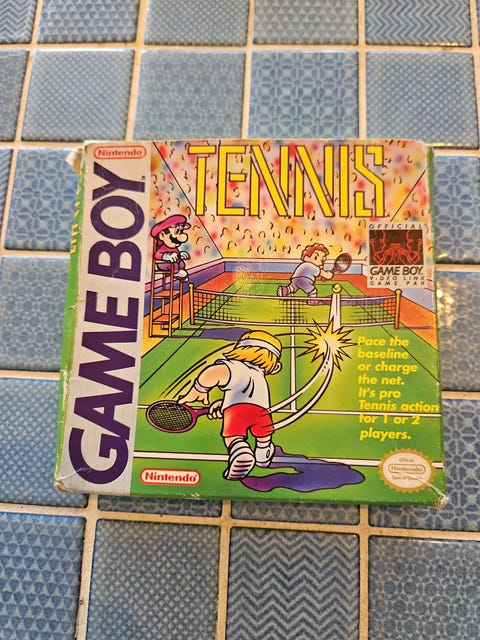 Nintendo
GAME BOY
TM
TENNIS
OFFICIAL
GAME BOY
VIDEO LINK
GAME PAK
Pace the
baseline
or charge
the net.
It's pro
Tennis action
for 1 or 2
players.
Nintendo
Official
Nintendo
Seal of Quality